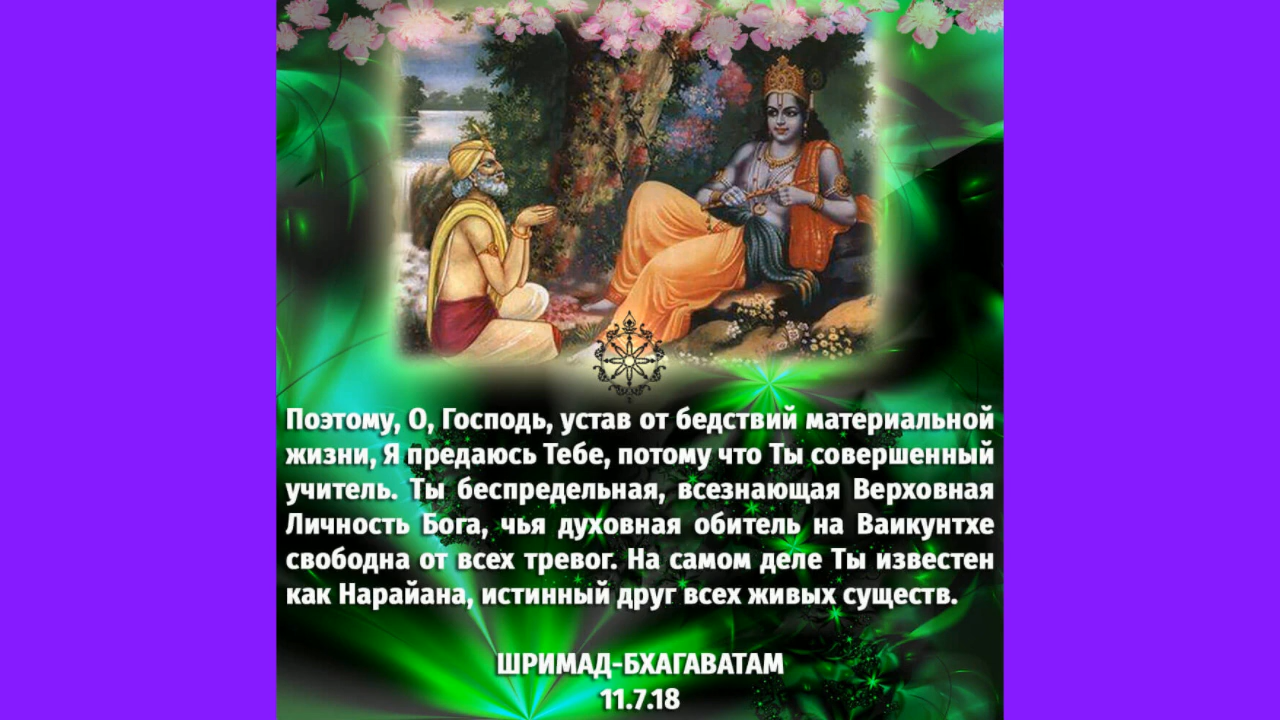 Поэтому, О, Господь, устав от бедствий материальной
жизни, Я предаюсь Тебе, потому что Ты совершенный
учитель. Ты беспредельная, всезнающая Верховная
Личность Бога, чья духовная обитель на Ваикунтхе
свободна от всех тревог. На самом деле Ты известен
как Нарайана, истинный друг всех живых существ.
ШРИМАД-БХАГАВАТАМ
11.7.18